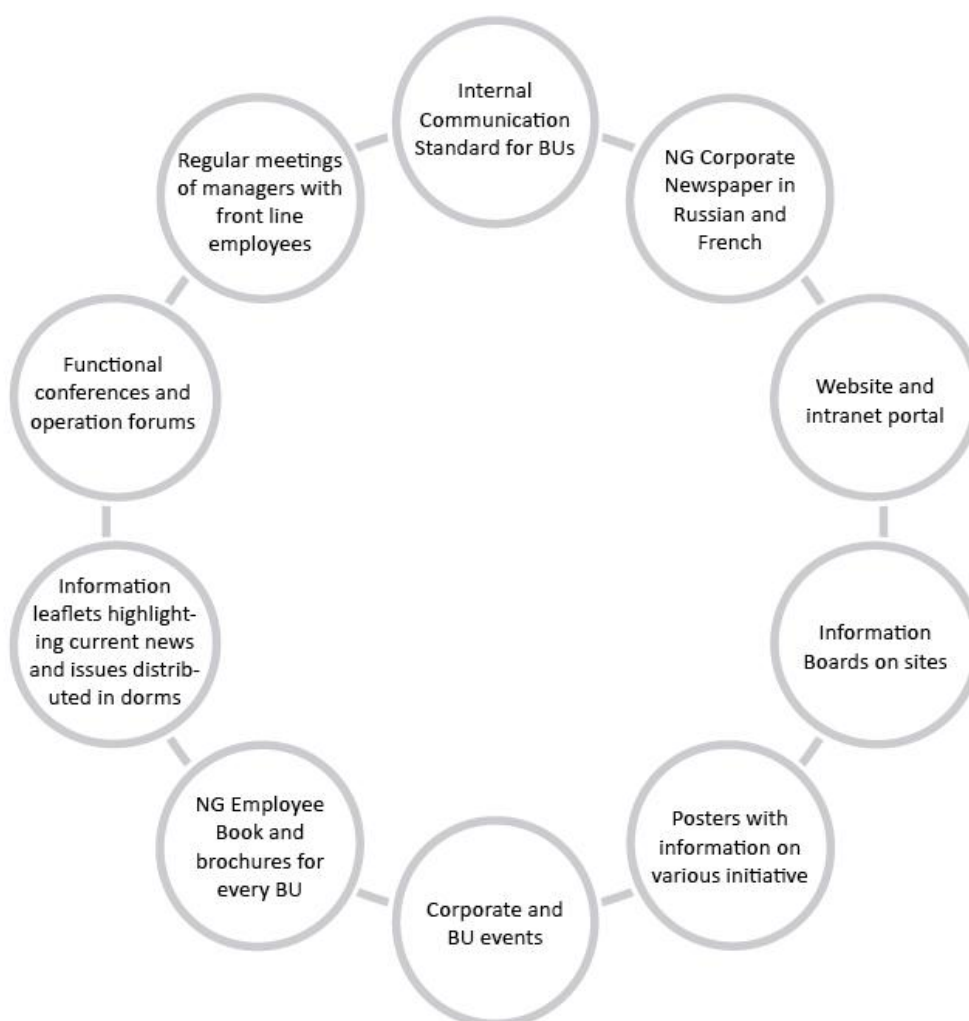 Internal
Communication
Standard for BUs
NG Corporate
Newspaper in
Russian and
French
Website and
intranet portal
Information
Boards on sites
Posters with
information on
various initiative
Corporate and
BU events
NG Employee
Book and
brochures for
every BU
Information
leaflets highlight-
ing current news
and issues distrib-
uted in dorms
Functional
conferences and
operation forums
Regular meetings
of managers with
front line
employees